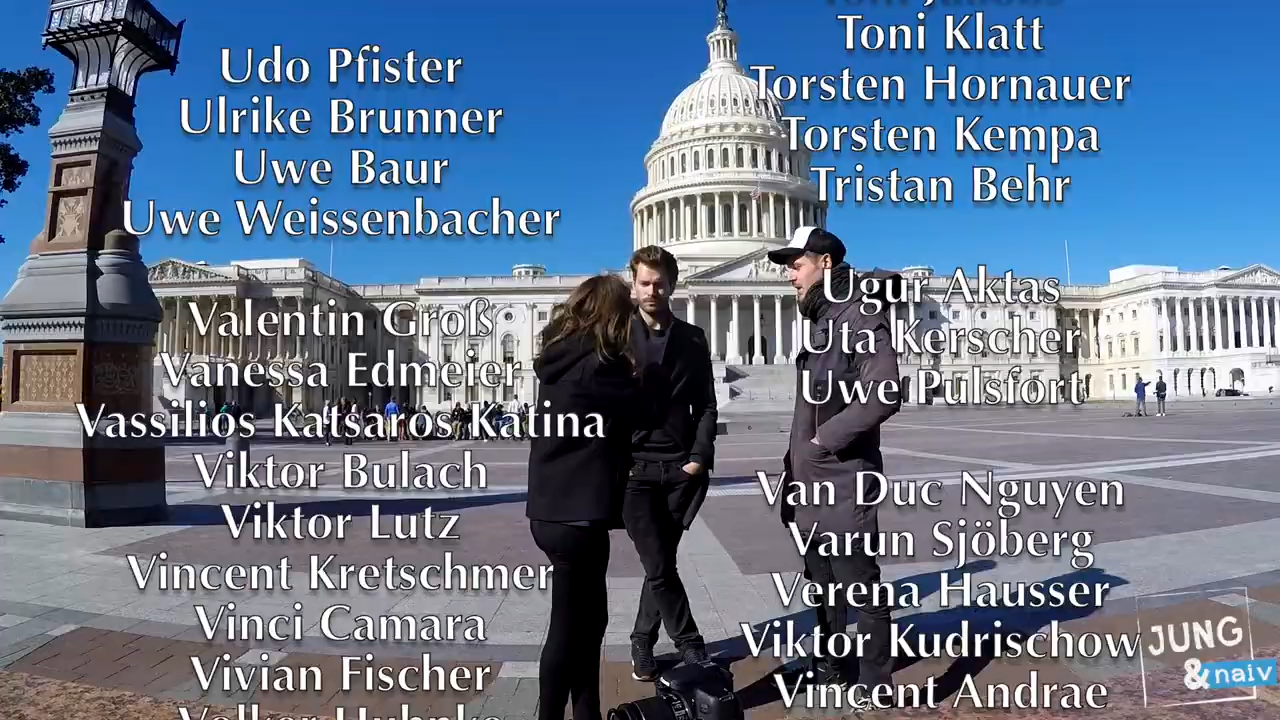 Udo Pfister
Ulrike Brunner
Uwe Baur
Uwe Weissenbacher
Valentin Groß
Vanessa Edmeier
Vassilios Katsaros Katina
Viktor Bulach
Viktor Lutz
Vincent Kretschmer
Vinci Camara
Vivian Fischer
Volker
Toni Klatt
Torsten Hornauer
Torsten Kempa
Tristan Behr
Ugur Aktas
Uta Kerscher
Uwe Pulsfort
Van Duc Nguyen
Varun Sjöberg
Verena Hausser
Viktor Kudrischow
Vincent Andrae
JUNG
&naiv